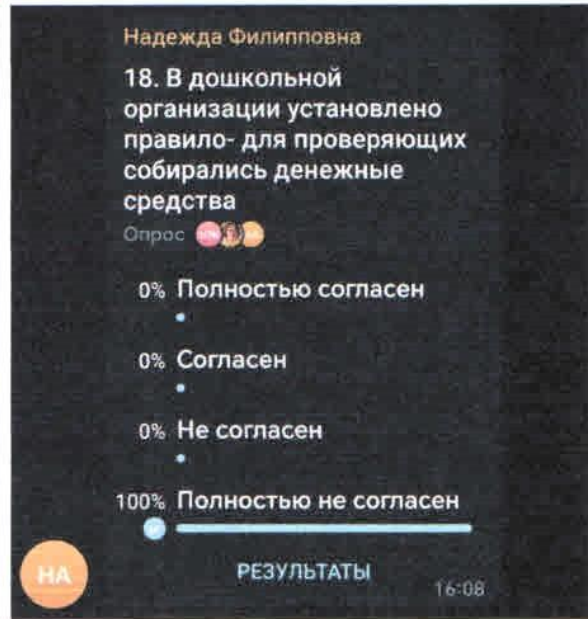 Надежда Филипповна
18. В дошкольной
организации установлено
правило- для проверяющих
собирались денежные
средства
Опрос
0% Полностью согласен
0% Согласен
0% Не согласен
100% Полностью не согласен
НА
РЕЗУЛЬТАТЫ
16:08